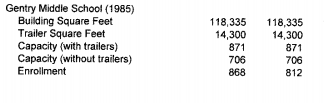 Gentry Middle School (1985)
Building Square Feet 118,335 118,335
Trailer Square Feet 14,300 14,300
Capacity (with trailers) 871 871
Capacity (without trailers) 706 706
Enrollment 868 812